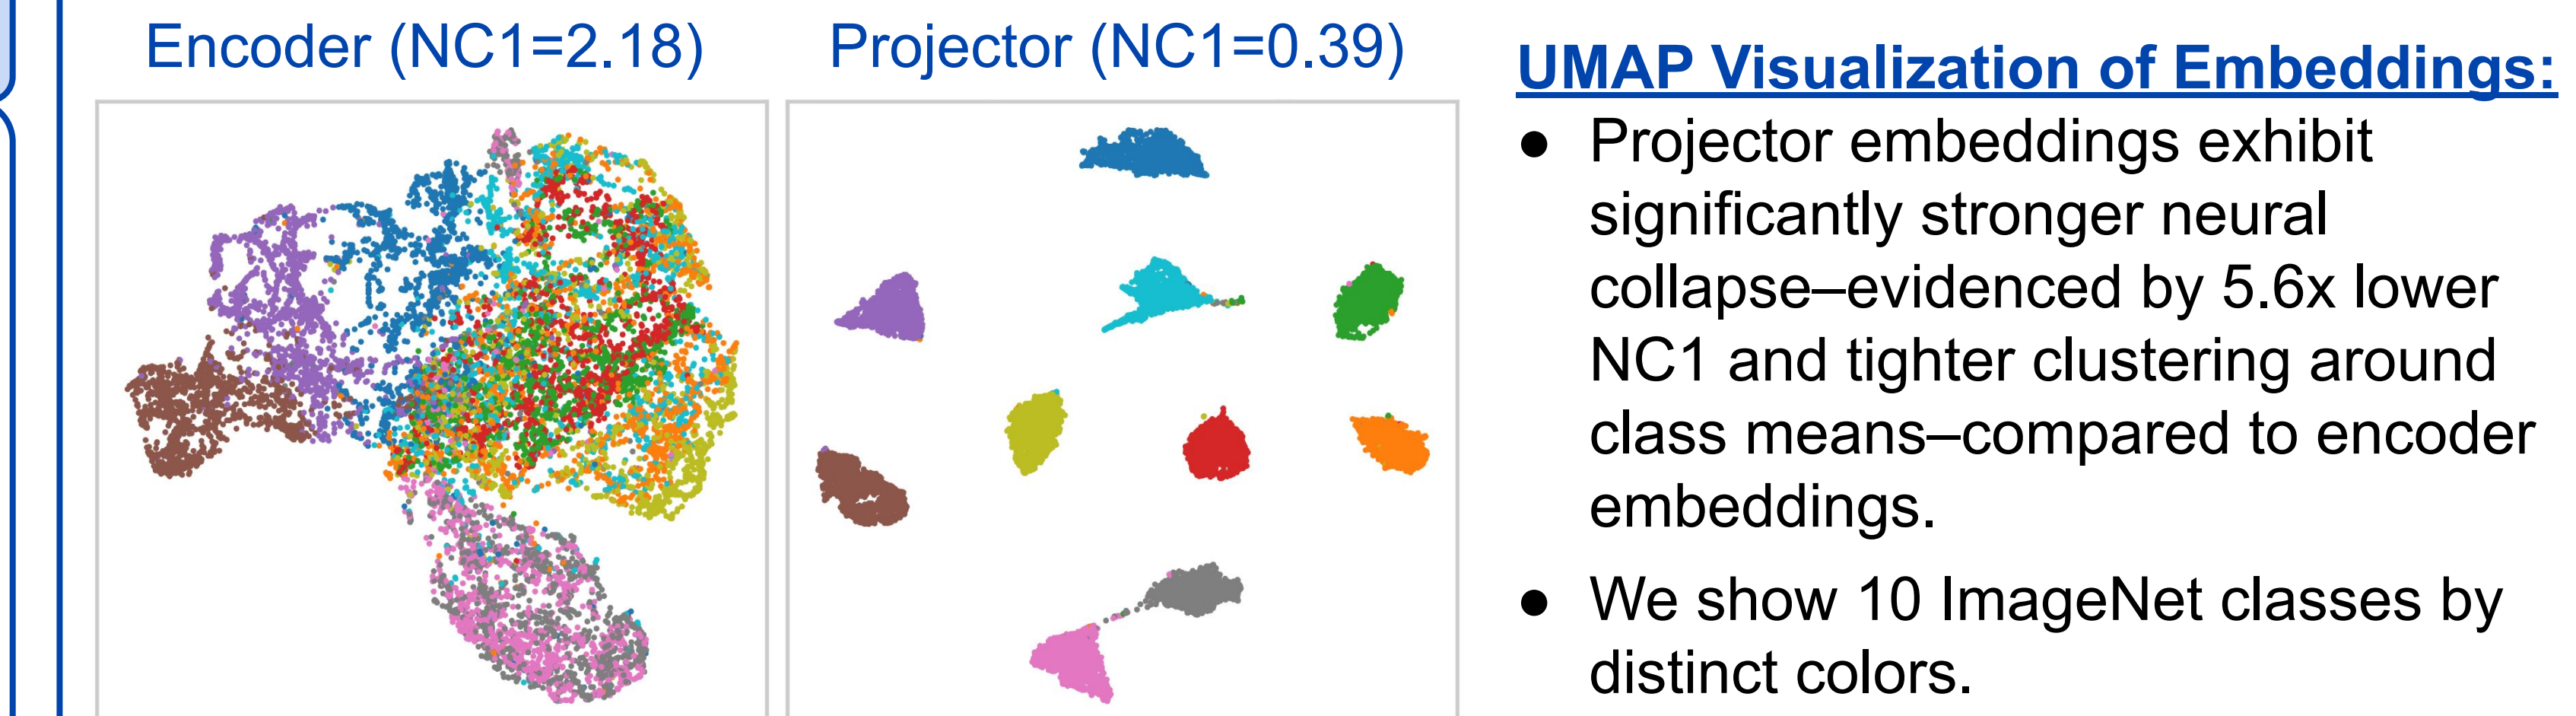 Encoder (NC1=2.18)
Projector (NC1=0.39)
UMAP Visualization of Embeddings:
● Projector embeddings exhibit
significantly stronger neural
collapse–evidenced by 5.6x lower
NC1 and tighter clustering around
class means–compared to encoder
embeddings.
● We show 10 ImageNet classes by
distinct colors.